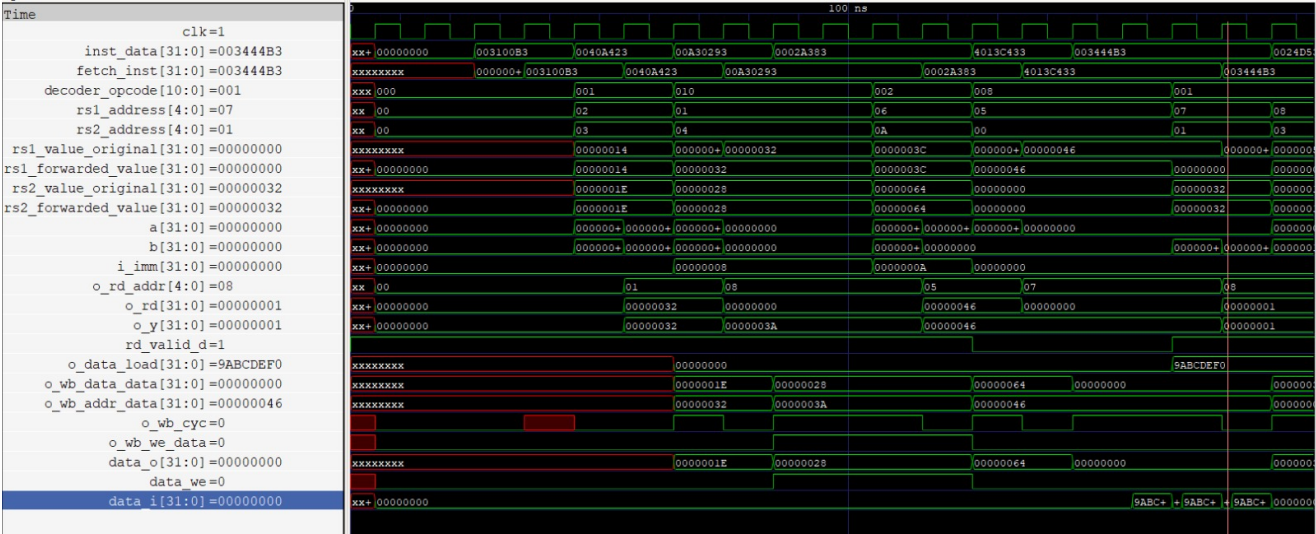 Time 0 100 ns
clk=1
inst_data[31:0]=003444B3 xx+ 00000000 003100B3 0040A423 00A30293 0002A383 4013C433 003444B3 0024D5
fetch_inst[31:0]=003444B3 xxxxxxxx 000000+ 003100B3 0040A423 00A30293 0002A383 4013C433 003444B3
decoder_opcode[10:0]=001 xxx 000 001 010 002 008 001
rs1_address[4:0]=07 xx 00 02 01 06 05 07 08
rs2_address[4:0]=01 xx 00 03 04 0A 00 01 03
rs1_value_original[31:0]=00000000 xxxxxxxx 00000014 000000+ 00000032 0000003C 000000+ 00000046 000000+ 0000005
rs1_forwarded_value[31:0]=00000000 xx+ 00000000 00000014 00000032 0000003C 00000046 00000000 000000
rs2_value_original[31:0]=00000032 xxxxxxxx 0000001E 00000028 00000064 00000000 00000032 000000
rs2_forwarded_value[31:0]=00000032 xx+ 00000000 0000001E 00000028 00000064 00000000 00000032 000000
a[31:0]=00000000 xx+ 00000000 000000+ 000000+ 000000+ 00000000 000000+ 000000+ 000000+ 00000000 000000
b[31:0]=00000000 xx+ 00000000 000000+ 000000+ 000000+ 00000000 000000+ 00000000 000000+ 000000+ 000000
i_imm[31:0]=00000000 xx+ 00000000 00000008 0000000A 00000000
o_rd_addr[4:0]=08 xx 00 01 08 05 07 08
o_rd[31:0]=00000001 xx+ 00000000 00000032 00000000 00000046 00000000 00000001
o_y[31:0]=00000001 xx+ 00000000 00000032 0000003A 00000046 00000001
rd_valid_d=1
o_data_load[31:0]=9ABCDEF0 xxxxxxxx 00000000 9ABCDEF0
o_wb_data_data[31:0]=00000000 xxxxxxxx 0000001E 00000028 00000064 00000000 000000
o_wb_addr_data[31:0]=00000046 xxxxxxxx 00000032 0000003A 00000046 000000
o_wb_cyc=0
o_wb_we_data=0
data_o[31:0]=00000000 xxxxxxxx 0000001E 00000028 00000064 00000000 000000
data_we=0
data_i[31:0]=00000000 xx+ 00000000 9ABC+ + 9ABC+ + 9ABC+ 000000